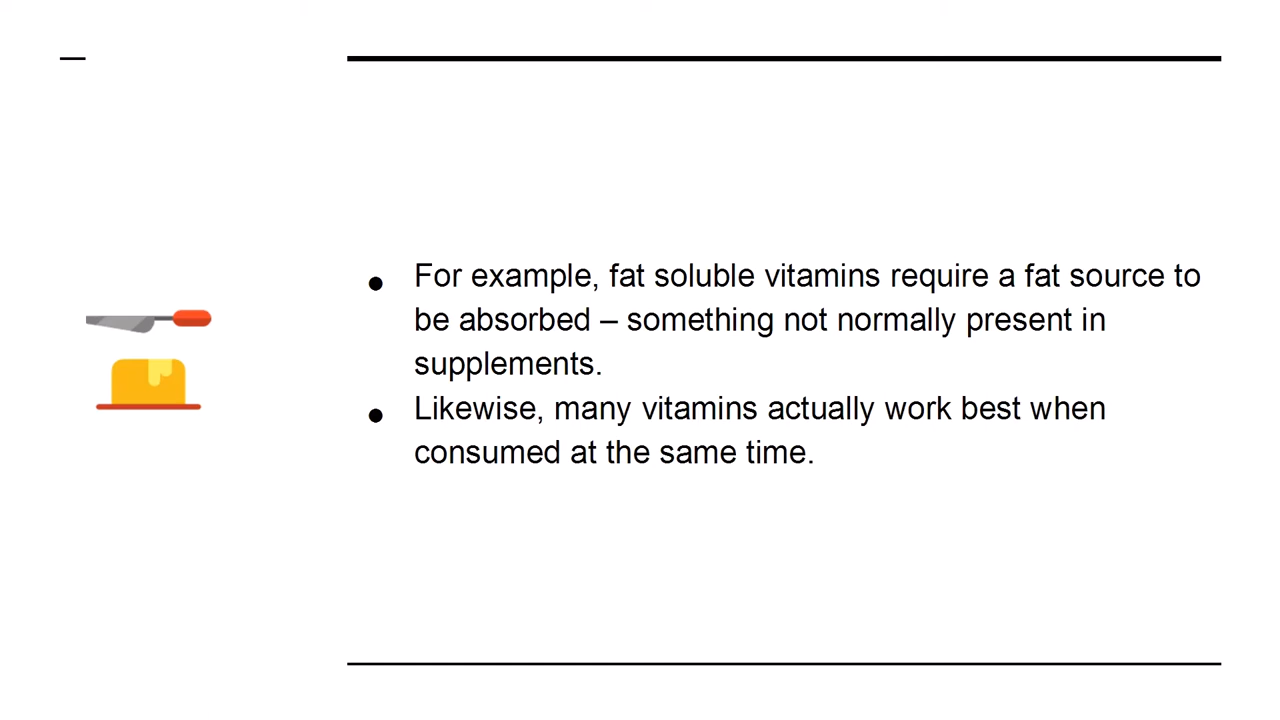 ● For example, fat soluble vitamins require a fat source to
be absorbed – something not normally present in
supplements.
● Likewise, many vitamins actually work best when
consumed at the same time.